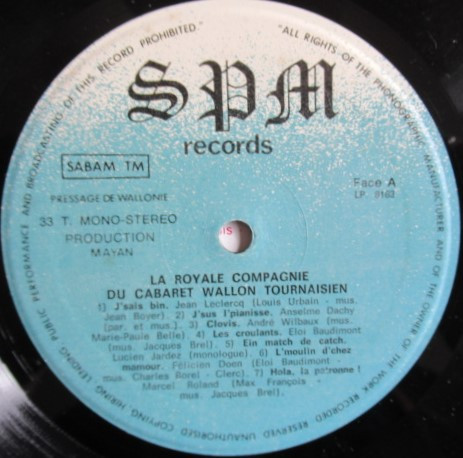 PUBLIC PERFORMANCE AND BROADCASTING OF THIS RECORD PROHIBITED."
"ALL RIGHTS OF THE PHONOGRAPHIC MANUFACTURER AND OF THE OWNER OF THE WORK RECORDED RESERVED UNAUTHORISED COPYING HIRING LENDING
SPM
records
SABAM TM
PRESSAGE DE WALLONIE
33 T. MONO-STEREO
PRODUCTION
MAYAN
Face A
LP 0162
LA ROYALE COMPAGNIE
DU CABARET WALLON TOURNAISIEN
1) J'sais bin. Jean Leclercq (Louis Urbain - mus.
Jean Boyer). 2) J'sus l'pianisse. Anselme Dachy
(par. et mus.). 3) Clovis. André Wilbaux (mus.
Marie-Paule Belle). 4) Les croulants. Eloi Baudimont
(mus. Jacques Brel). 5) Ein match de catch.
Lucien Jardez (monologue). 6) L'moulin d'chez
mamour. Félicien Doen (Eloi Baudimont -
mus. Charles Borel - Clerc). 7) Hola, la patronne !
Marcel Roland (Max François -
mus. Jacques Brel).